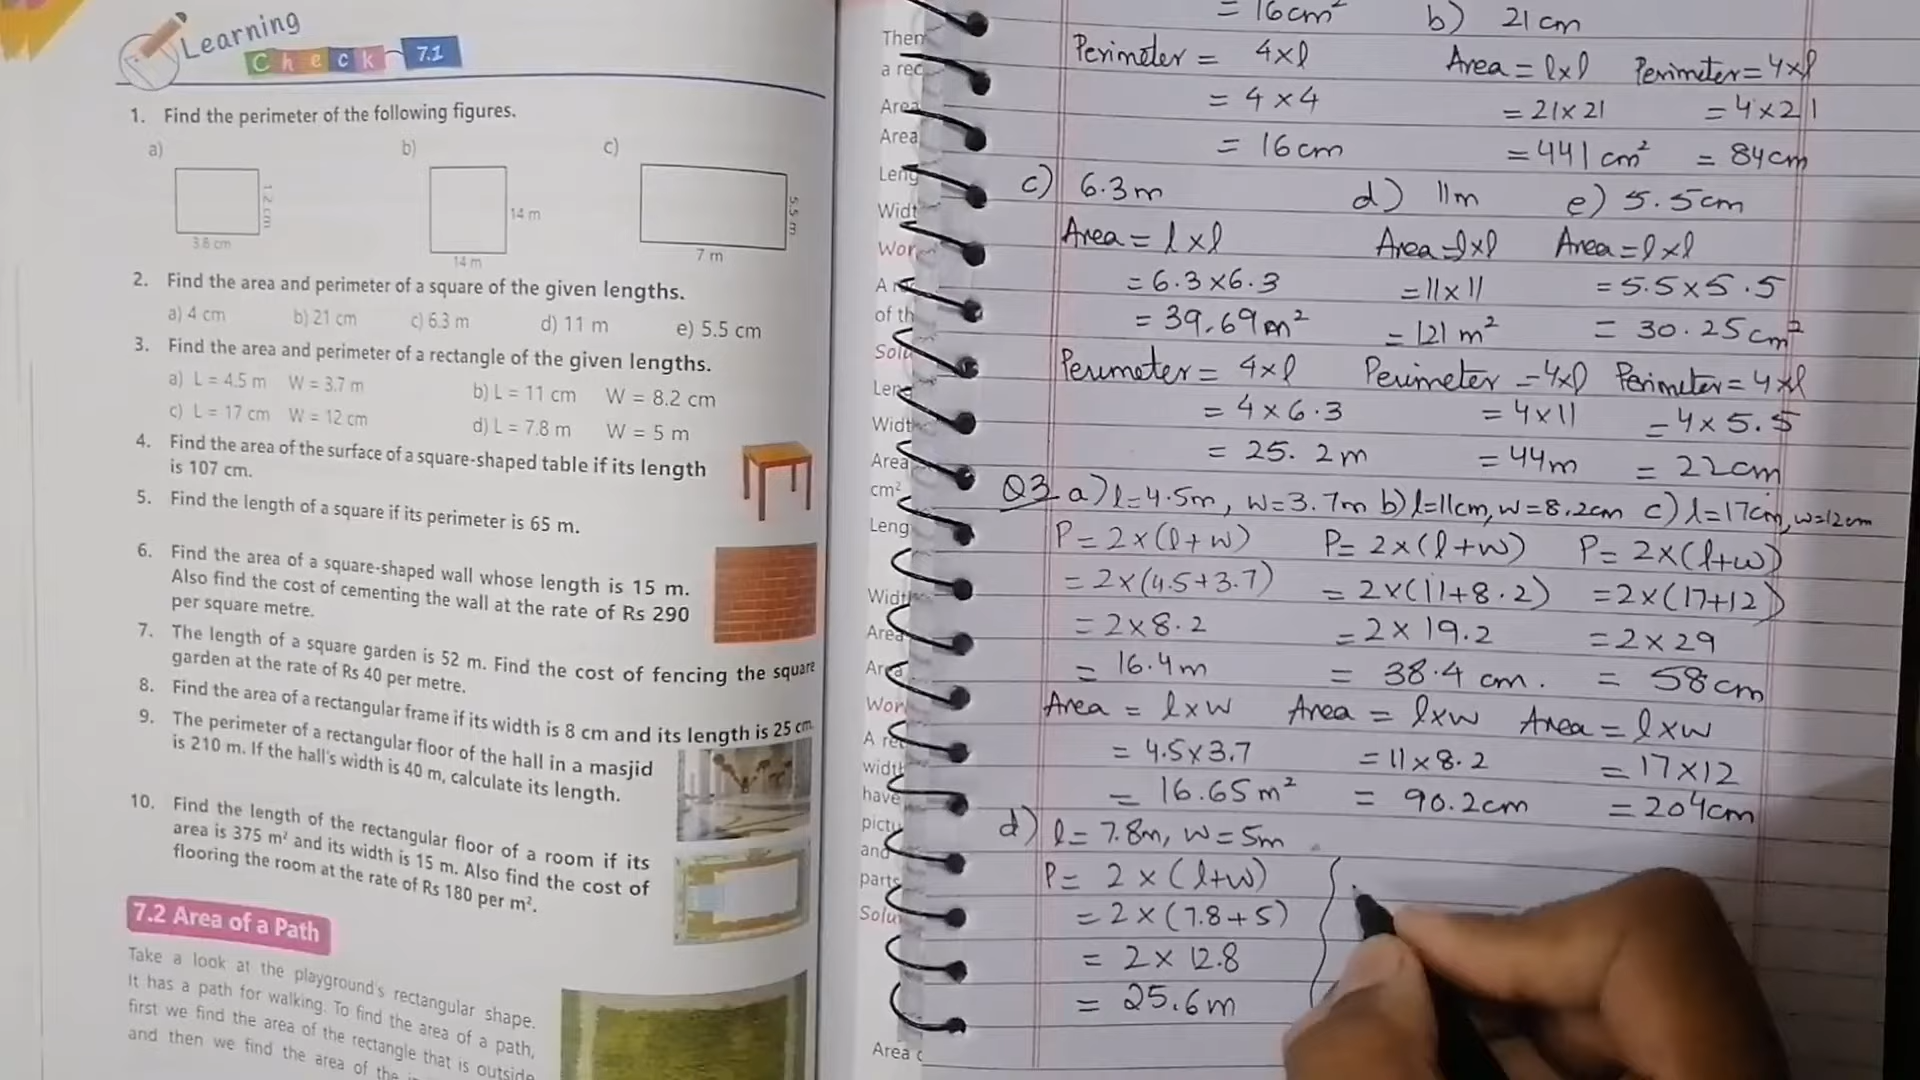 Learning
Check 7.1
1. Find the perimeter of the following figures.
a) b) c)
1.2 cm
3.8 cm
14 m
14 m
5.5 m
7 m
2. Find the area and perimeter of a square of the given lengths.
a) 4 cm b) 21 cm c) 6.3 m d) 11 m e) 5.5 cm
3. Find the area and perimeter of a rectangle of the given lengths.
a) L = 4.5 m W = 3.7 m b) L = 11 cm W = 8.2 cm
c) L = 17 cm W = 12 cm d) L = 7.8 m W = 5 m
4. Find the area of the surface of a square-shaped table if its length
is 107 cm.
5. Find the length of a square if its perimeter is 65 m.
6. Find the area of a square-shaped wall whose length is 15 m.
Also find the cost of cementing the wall at the rate of Rs 290
per square metre.
7. The length of a square garden is 52 m. Find the cost of fencing the square
garden at the rate of Rs 40 per metre.
8. Find the area of a rectangular frame if its width is 8 cm and its length is 25 cm.
9. The perimeter of a rectangular floor of the hall in a masjid
is 210 m. If the hall's width is 40 m, calculate its length.
10. Find the length of the rectangular floor of a room if its
area is 375 m² and its width is 15 m. Also find the cost of
flooring the room at the rate of Rs 180 per m².
7.2 Area of a Path
Take a look at the playground's rectangular shape.
It has a path for walking. To find the area of a path,
first we find the area of the rectangle that is outside
and then we find the area of the
a rec
Area
Area
of th
cm²
Area
have
and
= 16cm² b) 21cm
Perimeter = 4×l Area = l×l Perimeter = 4×l
= 4×4 = 21×21 = 4×21
= 16cm = 441cm² = 84cm
c) 6.3m d) 11m e) 5.5cm
Area = l×l Area = l×l Area = l×l
= 6.3×6.3 = 11×11 = 5.5×5.5
= 39.69m² = 121m² = 30.25cm²
Perimeter = 4×l Perimeter = 4×l Perimeter = 4×l
= 4×6.3 = 4×11 = 4×5.5
= 25.2m = 44m = 22cm
Q3 a) l=4.5m, w=3.7m b) l=11cm, w=8.2cm c) l=17cm, w=12cm
P= 2×(l+w) P= 2×(l+w) P= 2×(l+w)
= 2×(4.5+3.7) = 2×(11+8.2) = 2×(17+12)
= 2×8.2 = 2×19.2 = 2×29
= 16.4m = 38.4 cm. = 58cm
Area = l×w Area = l×w Area = l×w
= 4.5×3.7 = 11×8.2 = 17×12
= 16.65m² = 90.2cm = 204cm
d) l= 7.8m, w= 5m
P= 2×(l+w)
= 2×(7.8+5)
= 2×12.8
= 25.6m